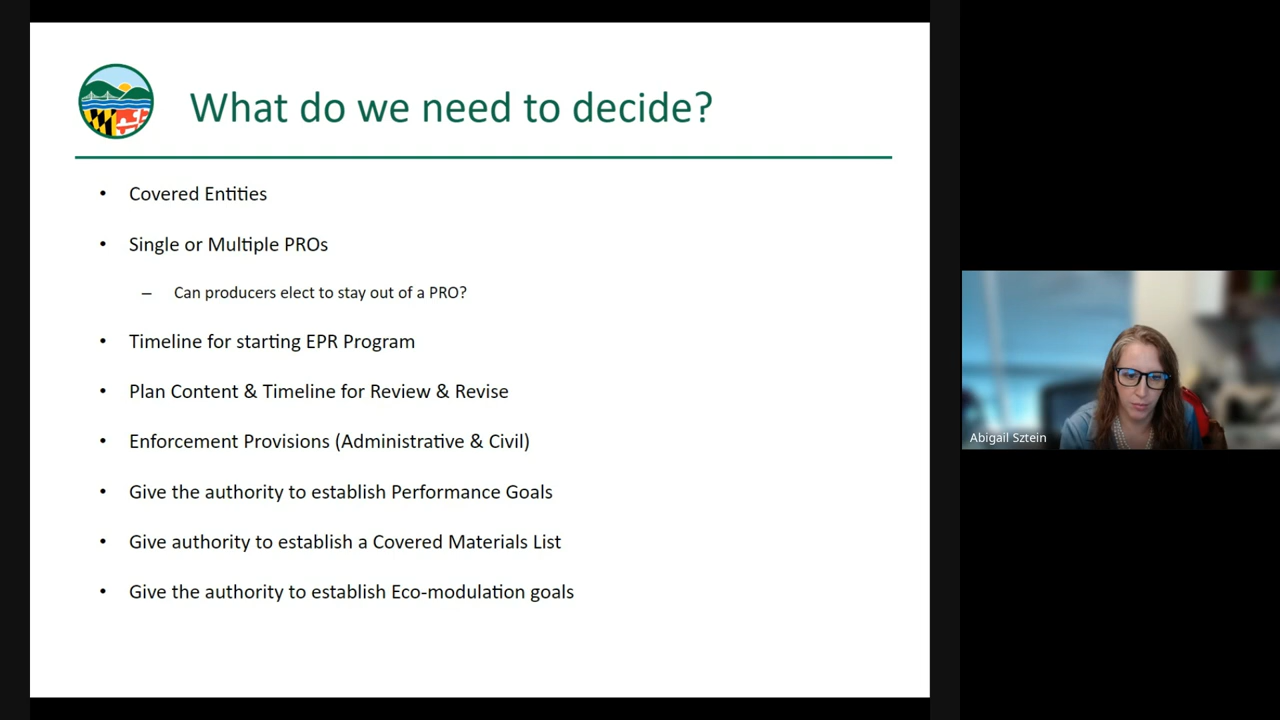 What do we need to decide?
• Covered Entities
• Single or Multiple PROs
– Can producers elect to stay out of a PRO?
• Timeline for starting EPR Program
• Plan Content & Timeline for Review & Revise
• Enforcement Provisions (Administrative & Civil)
• Give the authority to establish Performance Goals
• Give authority to establish a Covered Materials List
• Give the authority to establish Eco-modulation goals
Abigail Sztein